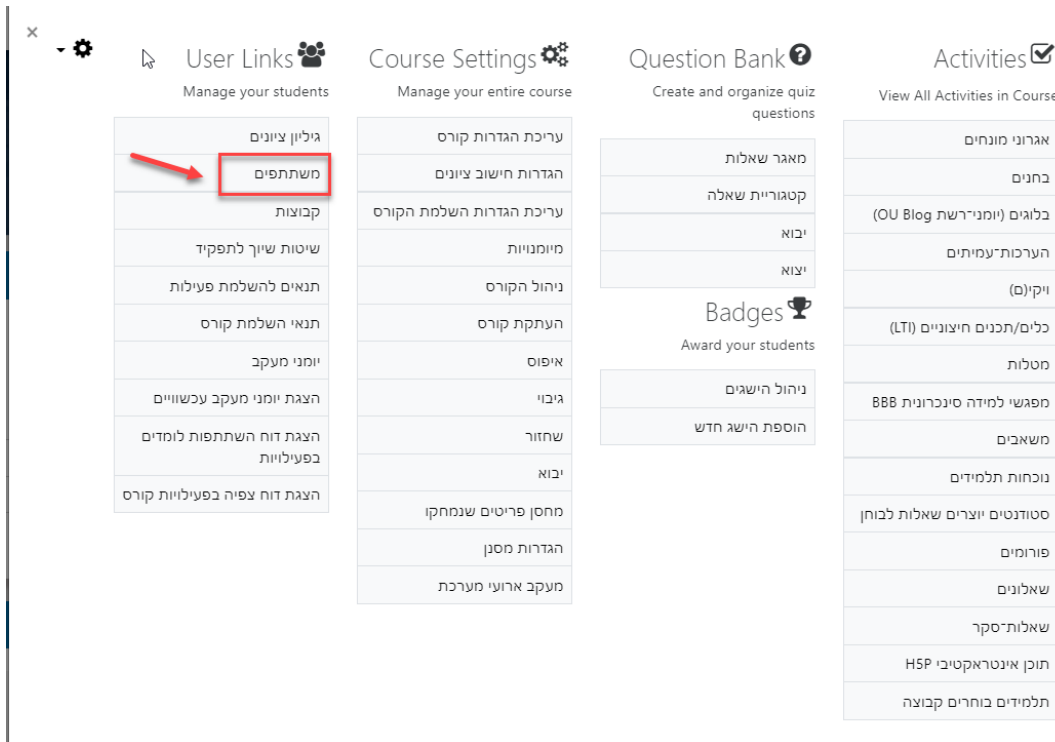 ×
User Links
Manage your students
גיליון ציונים
משתתפים
קבוצות
שיטות שיוך לתפקיד
תנאים להשלמת פעילות
תנאי השלמת קורס
יומני מעקב
הצגת יומני מעקב עכשוויים
הצגת דוח השתתפות לומדים
בפעילויות
הצגת דוח צפיה בפעילויות קורס
Course Settings
Manage your entire course
עריכת הגדרות קורס
הגדרות חישוב ציונים
עריכת הגדרות השלמת הקורס
מיומנויות
ניהול הקורס
העתקת קורס
איפוס
גיבוי
שחזור
יבוא
מחסן פריטים שנמחקו
הגדרות מסנן
מעקב ארועי מערכת
Question Bank
Create and organize quiz
questions
מאגר שאלות
קטגוריית שאלה
יבוא
יצוא
Badges
Award your students
ניהול הישגים
הוספת הישג חדש
Activities
View All Activities in Course
אגרוני מונחים
בחנים
בלוגים (יומני־רשת OU Blog)
הערכות־עמיתים
ויקי(ם)
כלים/תכנים חיצוניים (LTI)
מטלות
מפגשי למידה סינכרונית BBB
משאבים
נוכחות תלמידים
סטודנטים יוצרים שאלות לבוחן
פורומים
שאלונים
שאלות־סקר
תוכן אינטראקטיבי H5P
תלמידים בוחרים קבוצה